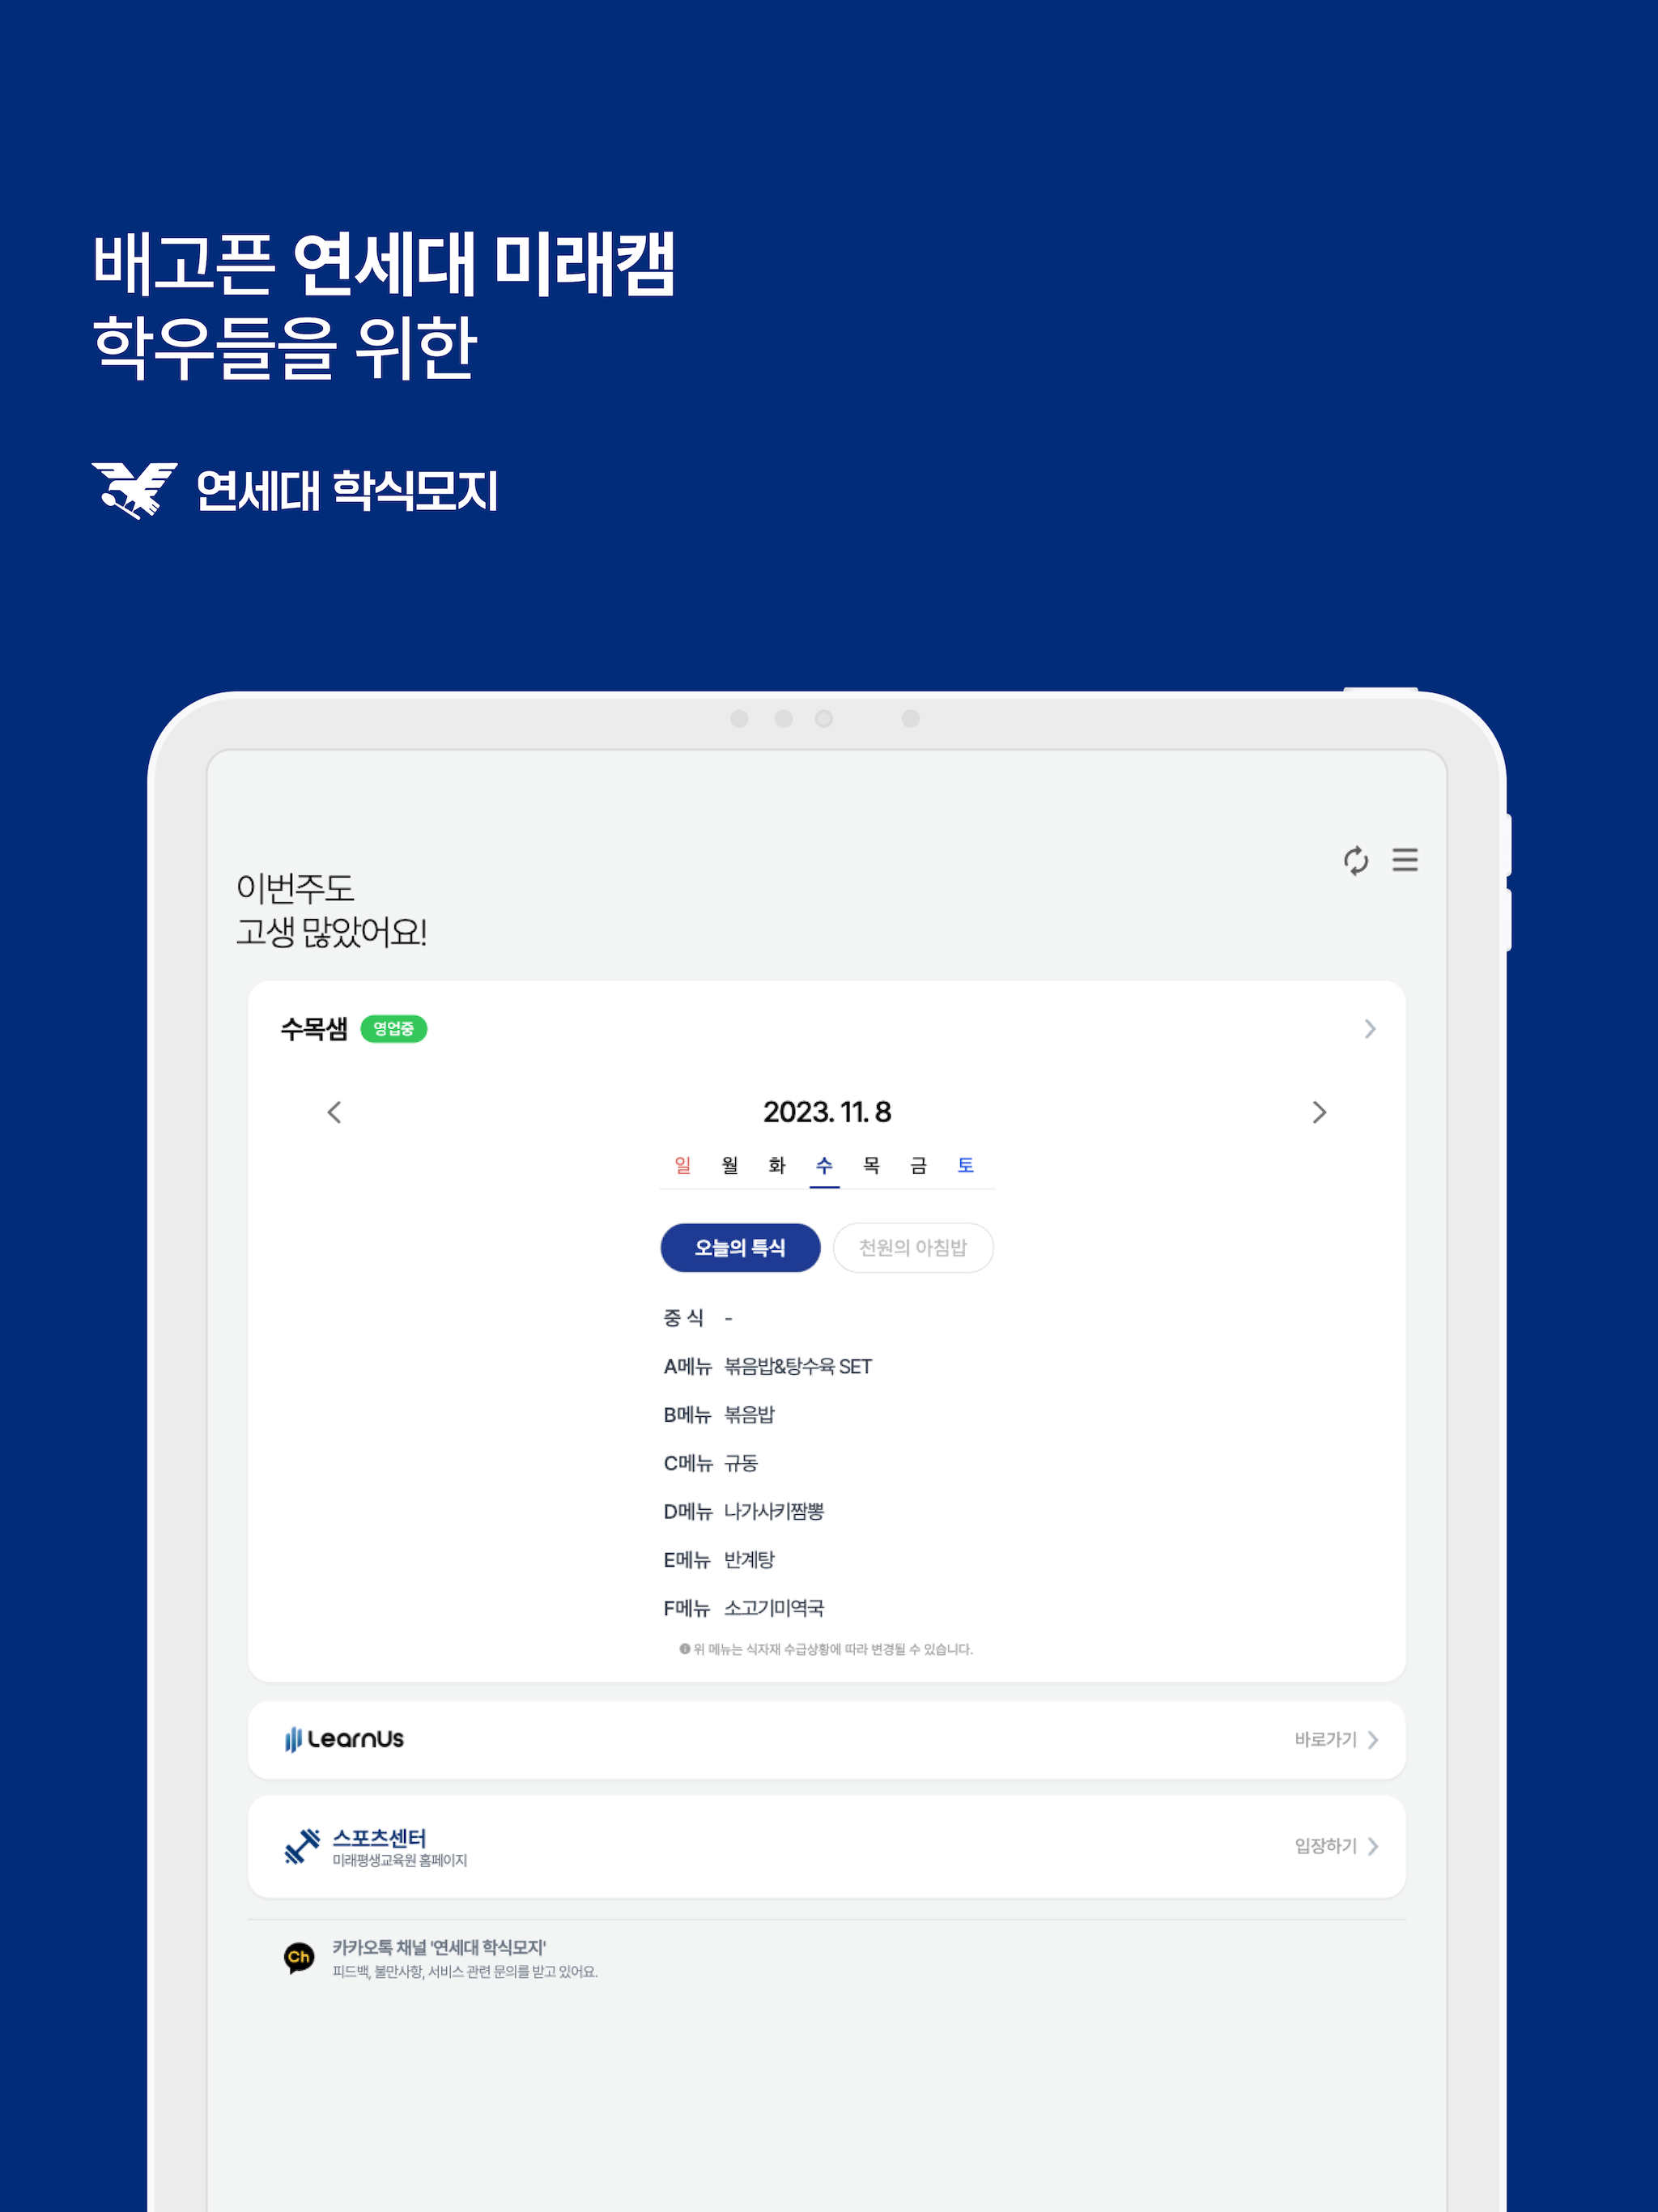 배고픈 연세대 미래캠
학우들을 위한
연세대 학식모지
이번주도
고생 많았어요!
수목샘 영업중
2023. 11. 8
일 월 화 수 목 금 토
오늘의 특식 천원의 아침밥
중 식 -
A메뉴 볶음밥&탕수육 SET
B메뉴 볶음밥
C메뉴 규동
D메뉴 나가사키짬뽕
E메뉴 반계탕
F메뉴 소고기미역국
위 메뉴는 식자재 수급상황에 따라 변경될 수 있습니다.
LearnUs 바로가기
스포츠센터
미래평생교육원 홈페이지
입장하기
Ch
카카오톡 채널 '연세대 학식모지'
피드백, 불만사항, 서비스 관련 문의를 받고 있어요.